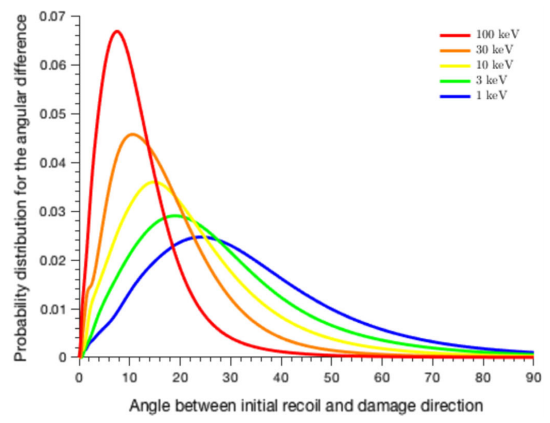 Probability distribution for the angular difference
0.07
0.06
0.05
0.04
0.03
0.02
0.01
0
100 keV
30 keV
10 keV
3 keV
1 keV
0 10 20 30 40 50 60 70 80 90
Angle between initial recoil and damage direction